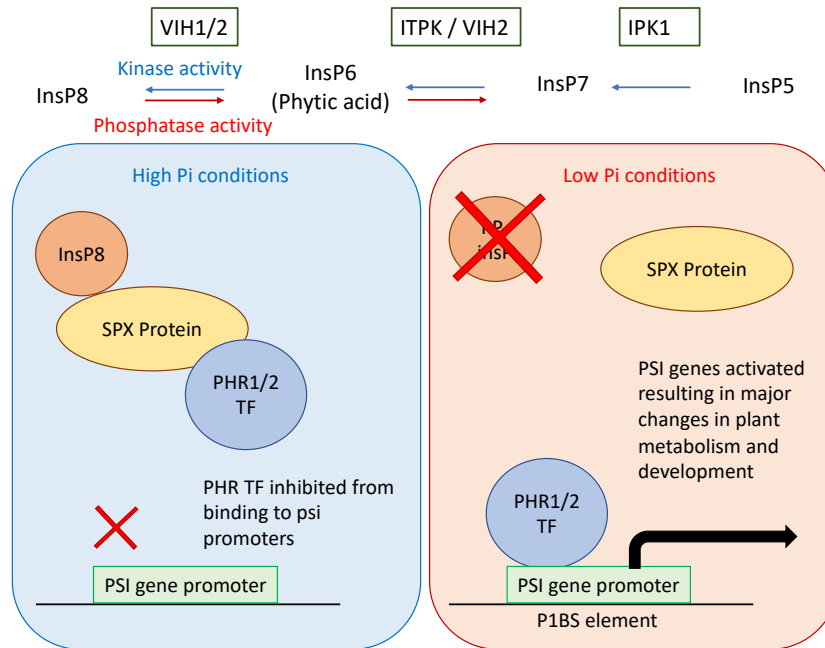 VIH1/2
ITPK / VIH2
IPK1
Kinase activity
InsP8
InsP6
(Phytic acid)
InsP7
InsP5
Phosphatase activity
High Pi conditions
InsP8
SPX Protein
PHR1/2
TF
PHR TF inhibited from
binding to psi
promoters
PSI gene promoter
Low Pi conditions
SPX Protein
PSI genes activated
resulting in major
changes in plant
metabolism and
development
PHR1/2
TF
PSI gene promoter
P1BS element